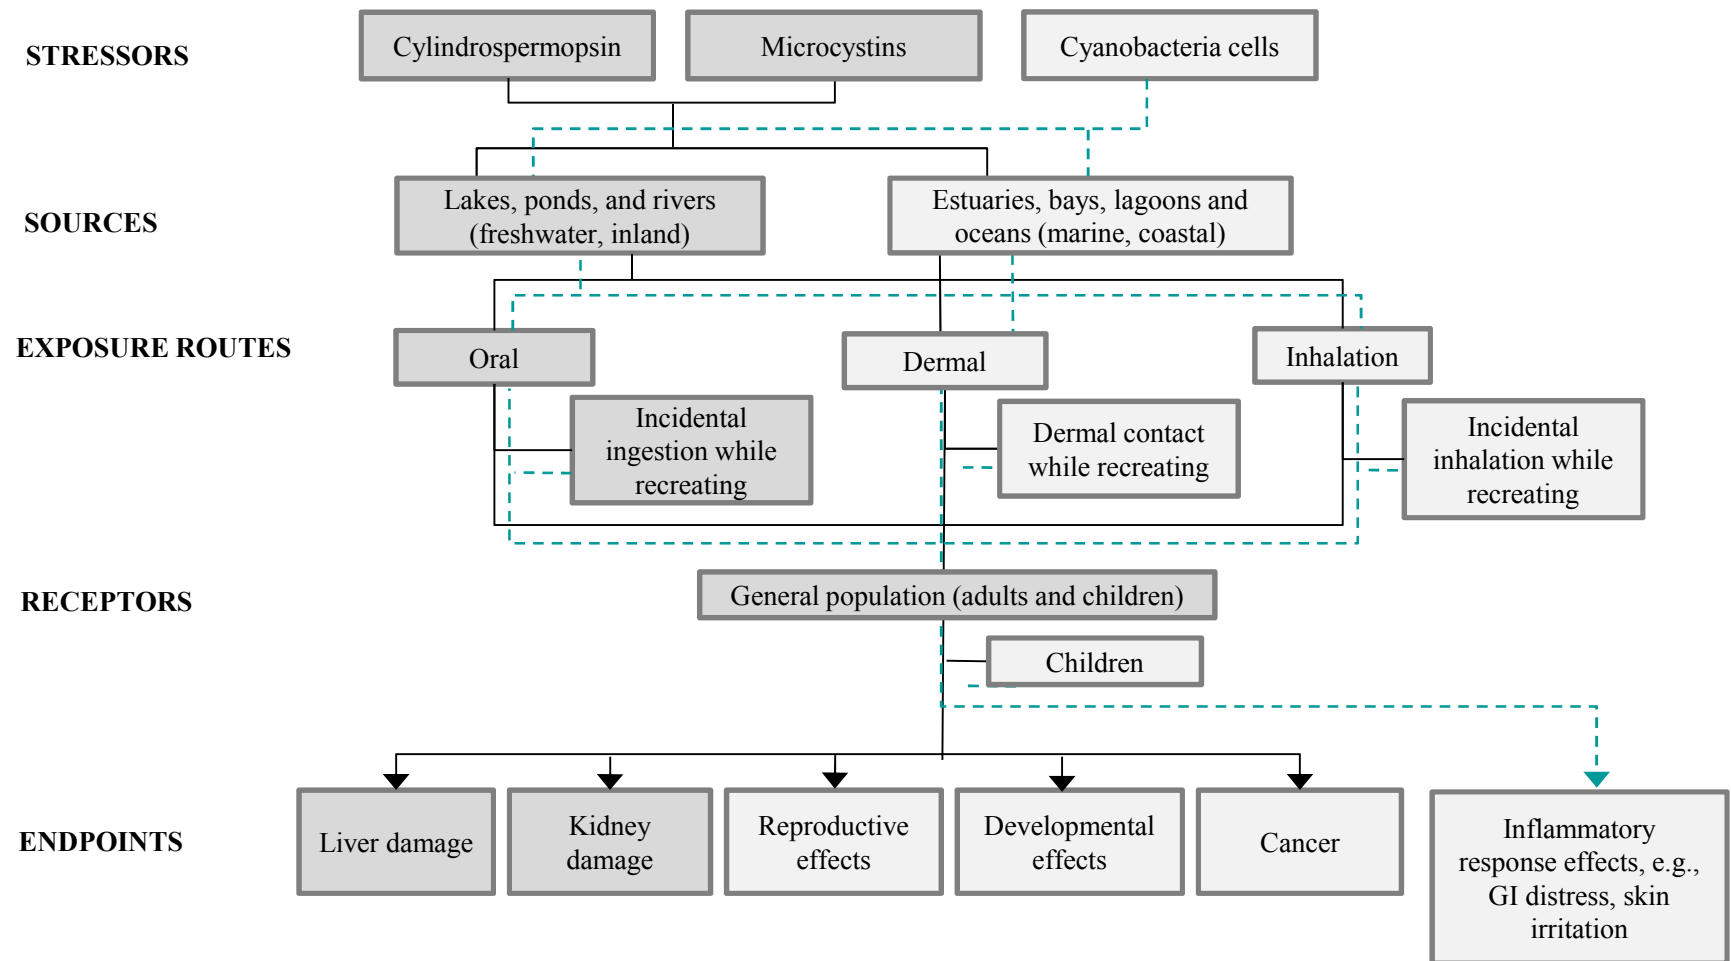 STRESSORS
Cylindrospermopsin
Microcystins
Cyanobacteria cells
SOURCES
Lakes, ponds, and rivers
(freshwater, inland)
Estuaries, bays, lagoons and
oceans (marine, coastal)
EXPOSURE ROUTES
Oral
Dermal
Inhalation
Incidental
ingestion while
recreating
Dermal contact
while recreating
Incidental
inhalation while
recreating
RECEPTORS
General population (adults and children)
Children
ENDPOINTS
Liver damage
Kidney
damage
Reproductive
effects
Developmental
effects
Cancer
Inflammatory
response effects, e.g.,
GI distress, skin
irritation